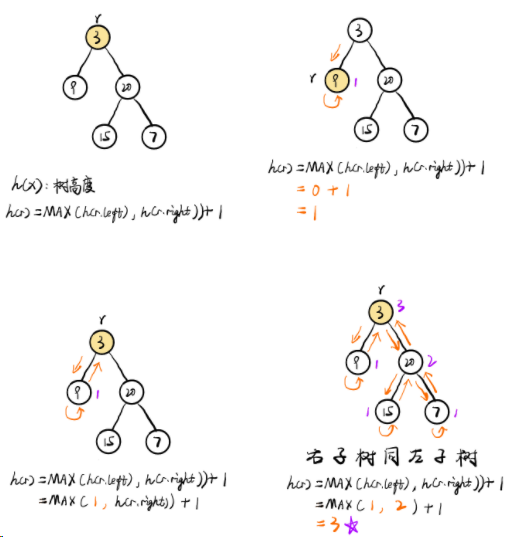 r
3
9
20
15
7
h(x):树高度
h(r)=MAX(h(r.left), h(r.right))+1
3
r
9
1
20
15
7
h(r)=MAX(h(r.left), h(r.right))+1
=0+1
=1
r
3
9
1
20
15
7
h(r)=MAX(h(r.left), h(r.right))+1
=MAX(1, h(r.right))+1
r
3
3
9
1
20
2
1
15
7
1
右子树同左子树
h(r)=MAX(h(r.left), h(r.right))+1
=MAX(1, 2)+1
=3